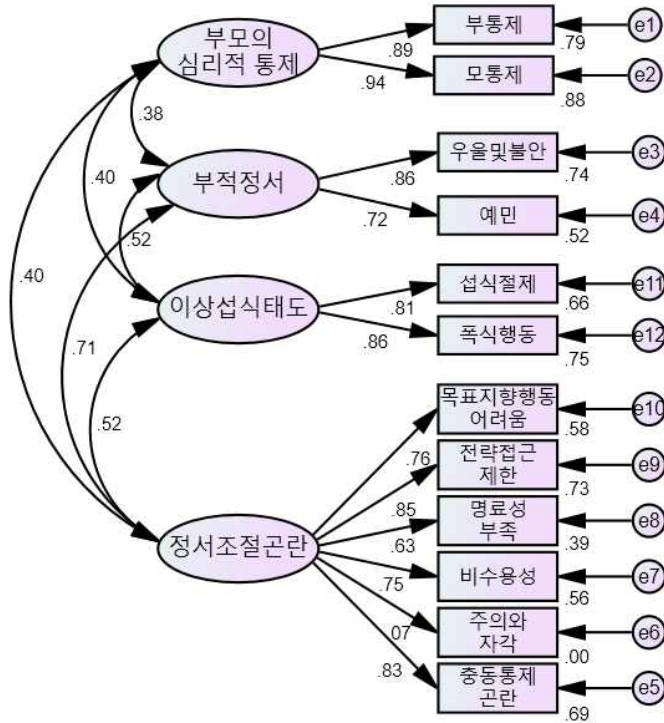 부모의
심리적 통제
.89
부통제
.79
e1
.94
모통제
.88
e2
.38
부적정서
.86
우울및불안
.74
e3
.72
예민
.52
e4
.40
.52
이상섭식태도
.81
섭식절제
.66
e11
.86
폭식행동
.75
e12
.40
.71
.52
정서조절곤란
.76
목표지향행동
어려움
.58
e10
.85
전략접근
제한
.73
e9
.63
명료성
부족
.39
e8
.75
비수용성
.56
e7
.07
주의와
자각
.00
e6
.83
충동통제
곤란
.69
e5